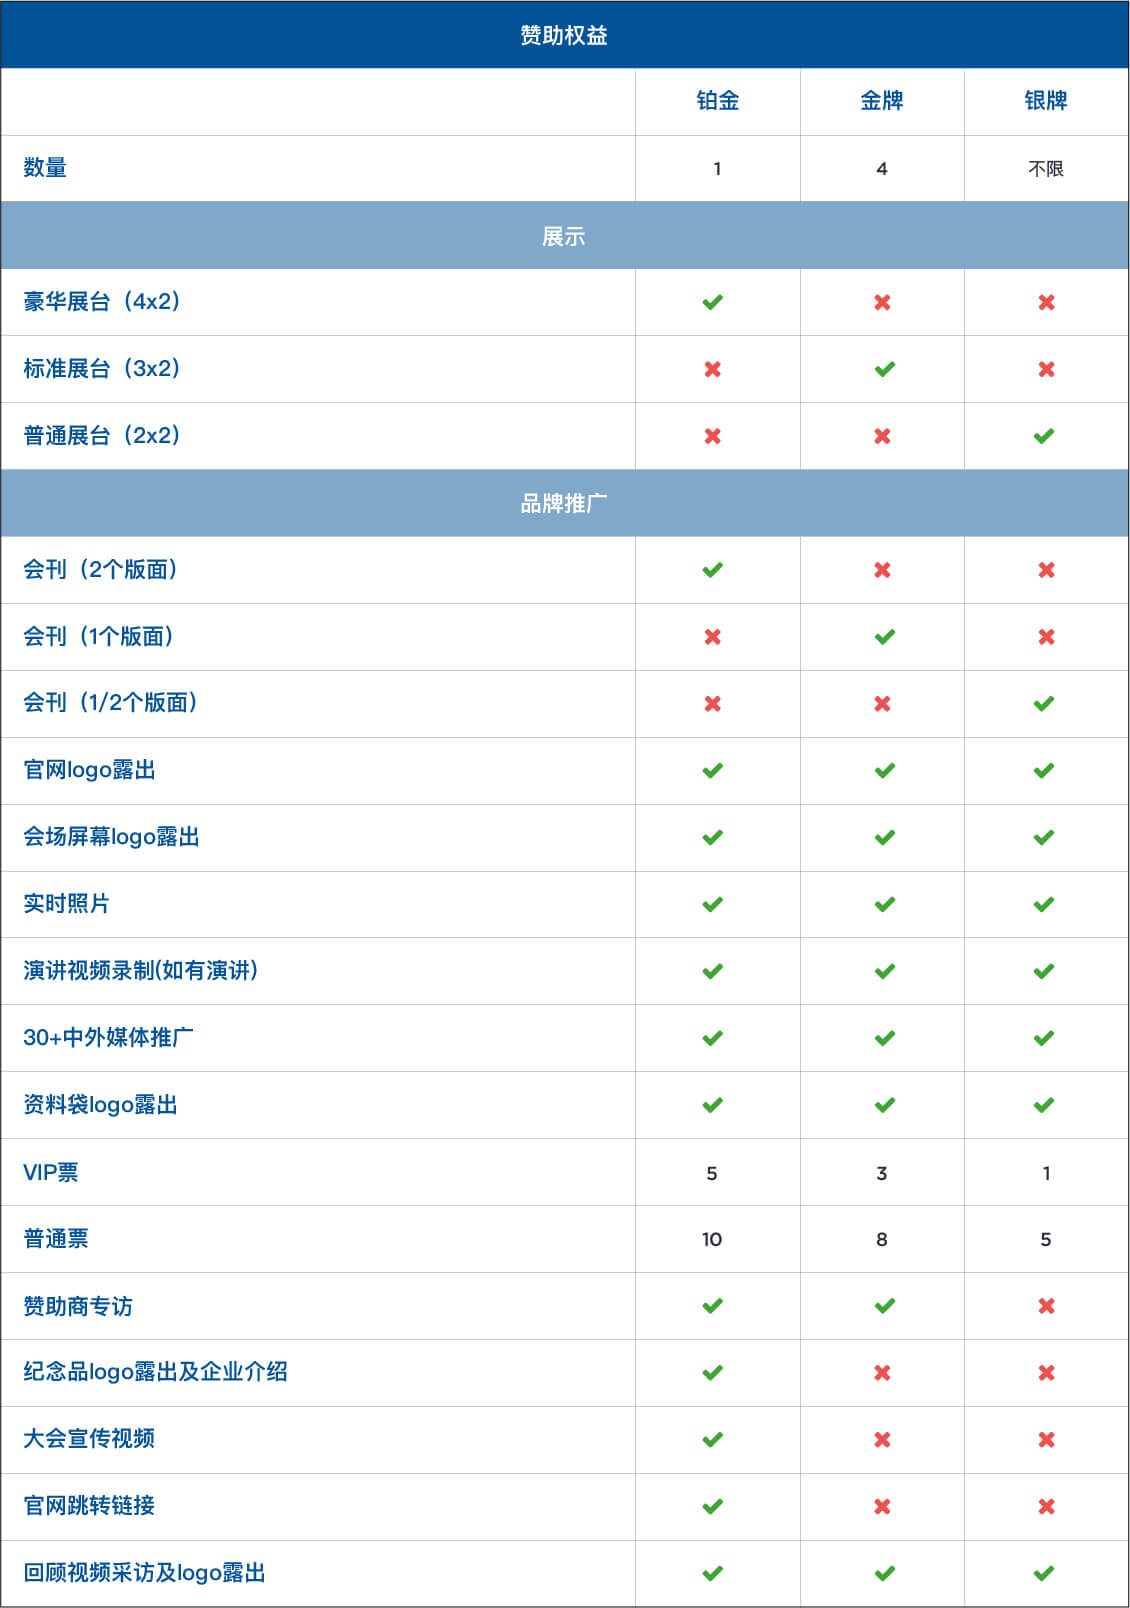 赞助权益
铂金 金牌 银牌
数量 1 4 不限
展示
豪华展台（4x2）
标准展台（3x2）
普通展台（2x2）
品牌推广
会刊（2个版面）
会刊（1个版面）
会刊（1/2个版面）
官网logo露出
会场屏幕logo露出
实时照片
演讲视频录制(如有演讲)
30+中外媒体推广
资料袋logo露出
VIP票 5 3 1
普通票 10 8 5
赞助商专访
纪念品logo露出及企业介绍
大会宣传视频
官网跳转链接
回顾视频采访及logo露出